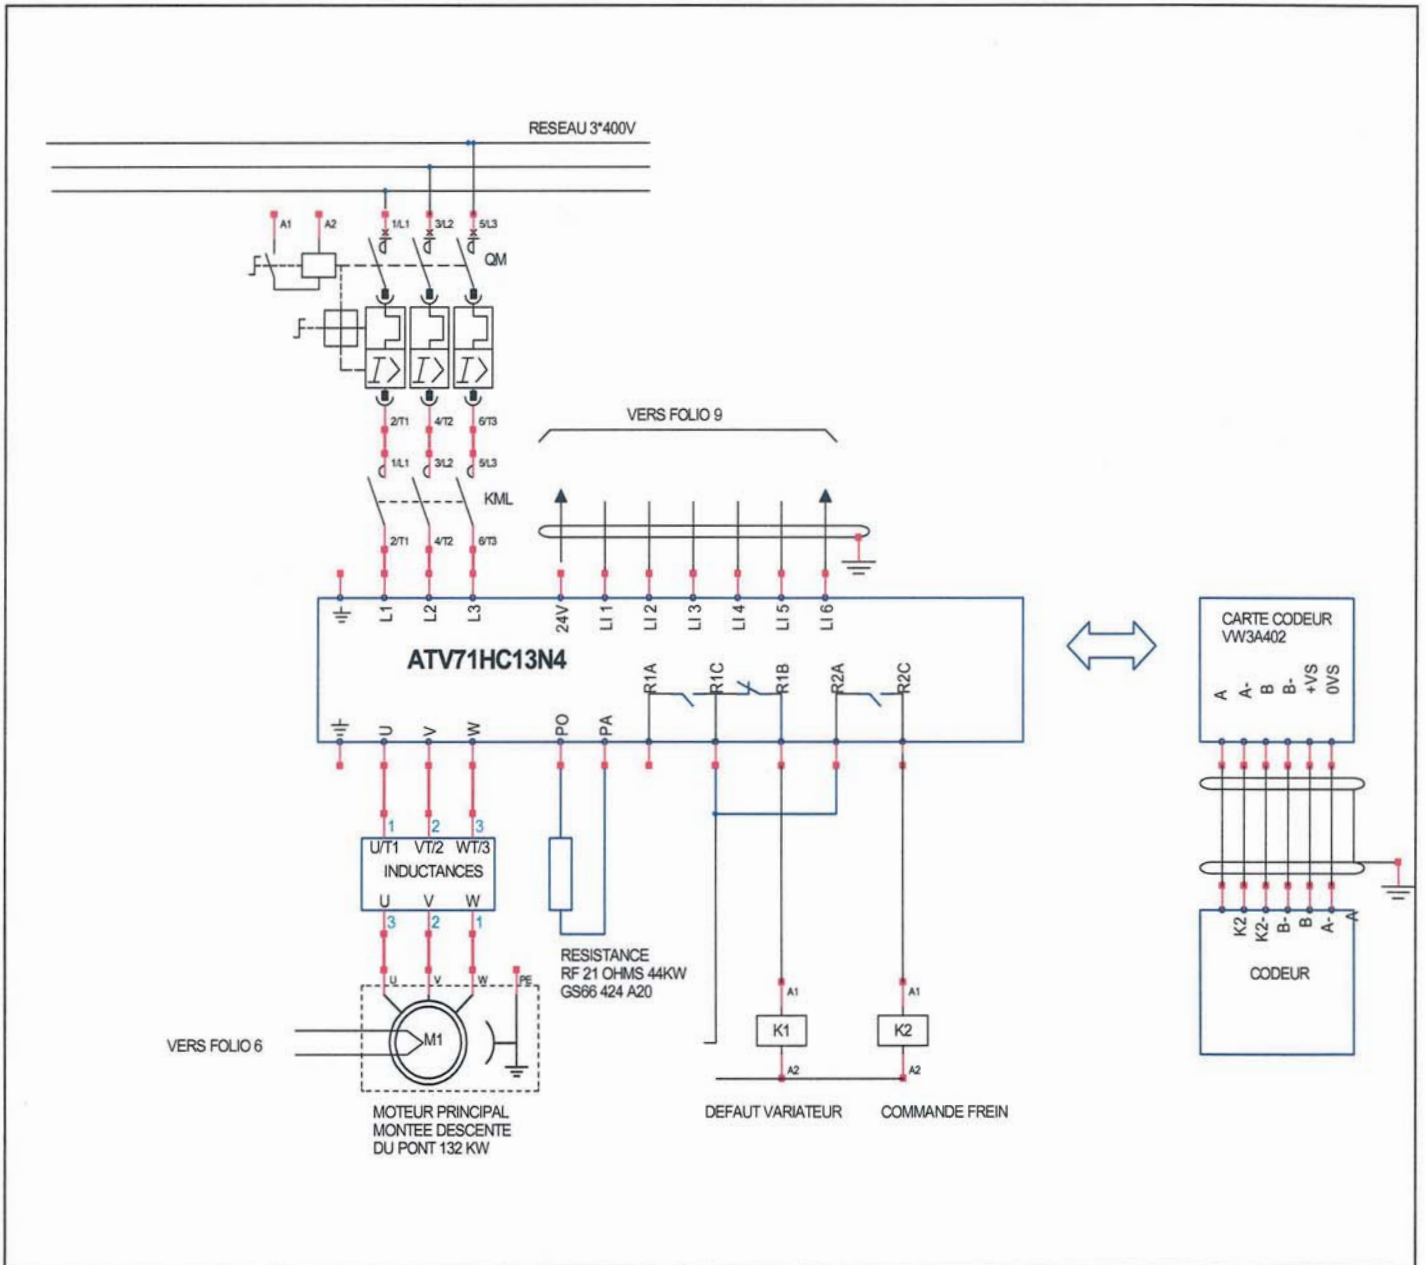 RESEAU 3*400V
A1 A2 1/L1 3/L2 5/L3
QM
I> I> I>
2/T1 4/T2 6/T3
VERS FOLIO 9
1/L1 3/L2 5/L3
KML
2/T1 4/T2 6/T3
L1 L2 L3 24V LI 1 LI 2 LI 3 LI 4 LI 5 LI 6
ATV71HC13N4
R1A R1C R1B R2A R2C
U V W PO PA
CARTE CODEUR
VW3A402
A A- B B- +VS 0VS
1 2 3
U/T1 VT/2 WT/3
INDUCTANCES
U V W
3 2 1
K2 K2- B- B A- A
CODEUR
RESISTANCE
RF 21 OHMS 44KW
GS66 424 A20
U V W PE
M1
VERS FOLIO 6
A1 A1
K1 K2
A2 A2
MOTEUR PRINCIPAL
MONTEE DESCENTE
DU PONT 132 KW
DEFAUT VARIATEUR
COMMANDE FREIN